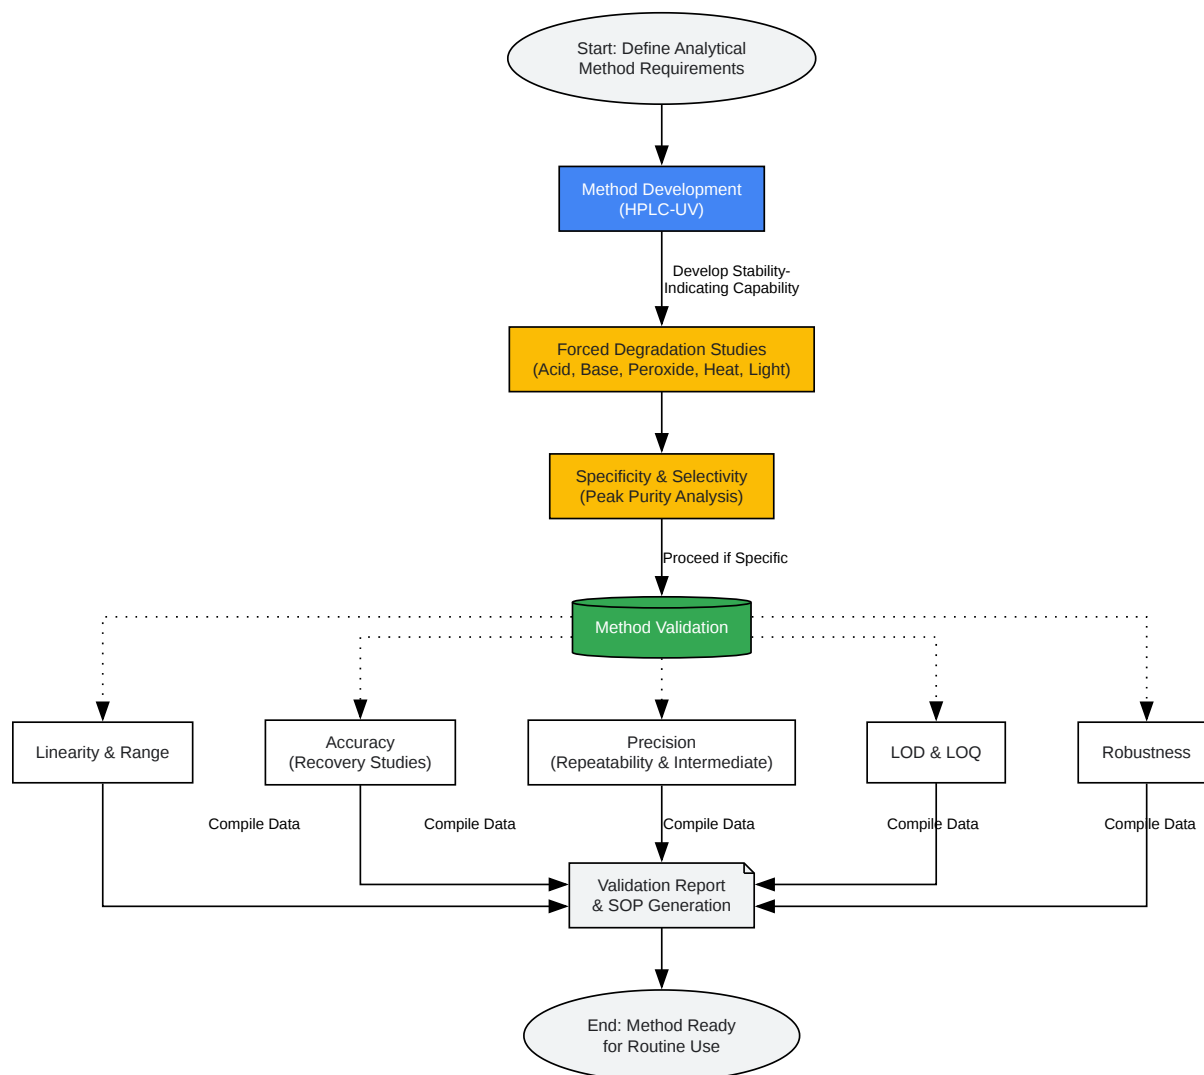 Start: Define Analytical
Method Requirements
Method Development
(HPLC-UV)
Develop Stability-
Indicating Capability
Forced Degradation Studies
(Acid, Base, Peroxide, Heat, Light)
Specificity & Selectivity
(Peak Purity Analysis)
Proceed if Specific
Method Validation
Linearity & Range
Accuracy
(Recovery Studies)
Precision
(Repeatability & Intermediate)
LOD & LOQ
Robustness
Compile Data
Compile Data
Compile Data
Compile Data
Compile Data
Validation Report
& SOP Generation
End: Method Ready
for Routine Use